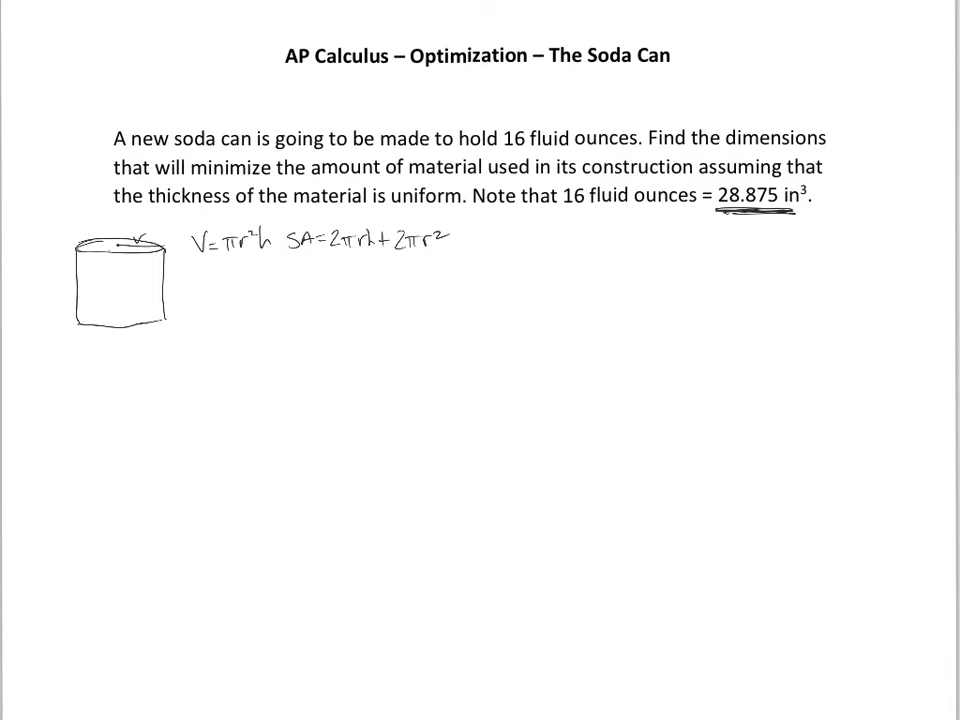 AP Calculus – Optimization – The Soda Can
A new soda can is going to be made to hold 16 fluid ounces. Find the dimensions
that will minimize the amount of material used in its construction assuming that
the thickness of the material is uniform. Note that 16 fluid ounces = 28.875 in³.
r
V=πr²h SA=2πrh+2πr²